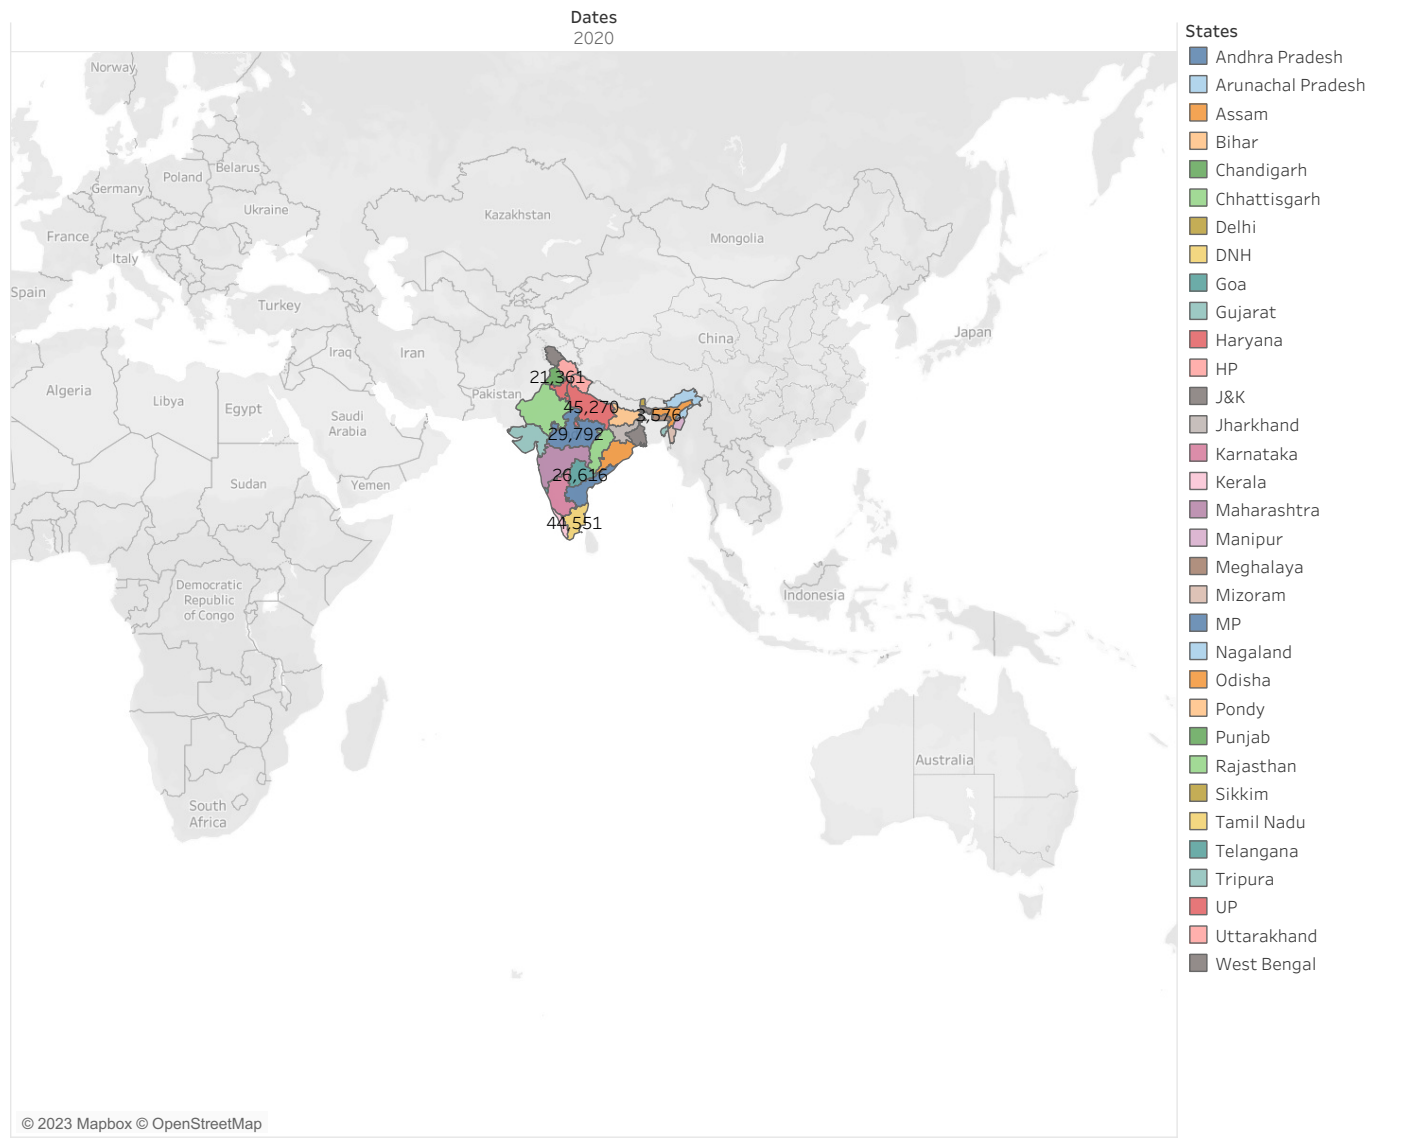 Dates
2020
Norway
Belarus
Poland
Germany
Ukraine
France
Italy
Spain
Turkey
Kazakhstan
Mongolia
China
Japan
Iraq
Iran
Pakistan
Algeria
Libya
Egypt
Saudi
Arabia
Sudan
Yemen
21,361
45,270
3,576
29,792
26,616
44,551
Democratic
Republic
of Congo
Indonesia
South
Africa
Australia
© 2023 Mapbox © OpenStreetMap
States
Andhra Pradesh
Arunachal Pradesh
Assam
Bihar
Chandigarh
Chhattisgarh
Delhi
DNH
Goa
Gujarat
Haryana
HP
J&K
Jharkhand
Karnataka
Kerala
Maharashtra
Manipur
Meghalaya
Mizoram
MP
Nagaland
Odisha
Pondy
Punjab
Rajasthan
Sikkim
Tamil Nadu
Telangana
Tripura
UP
Uttarakhand
West Bengal